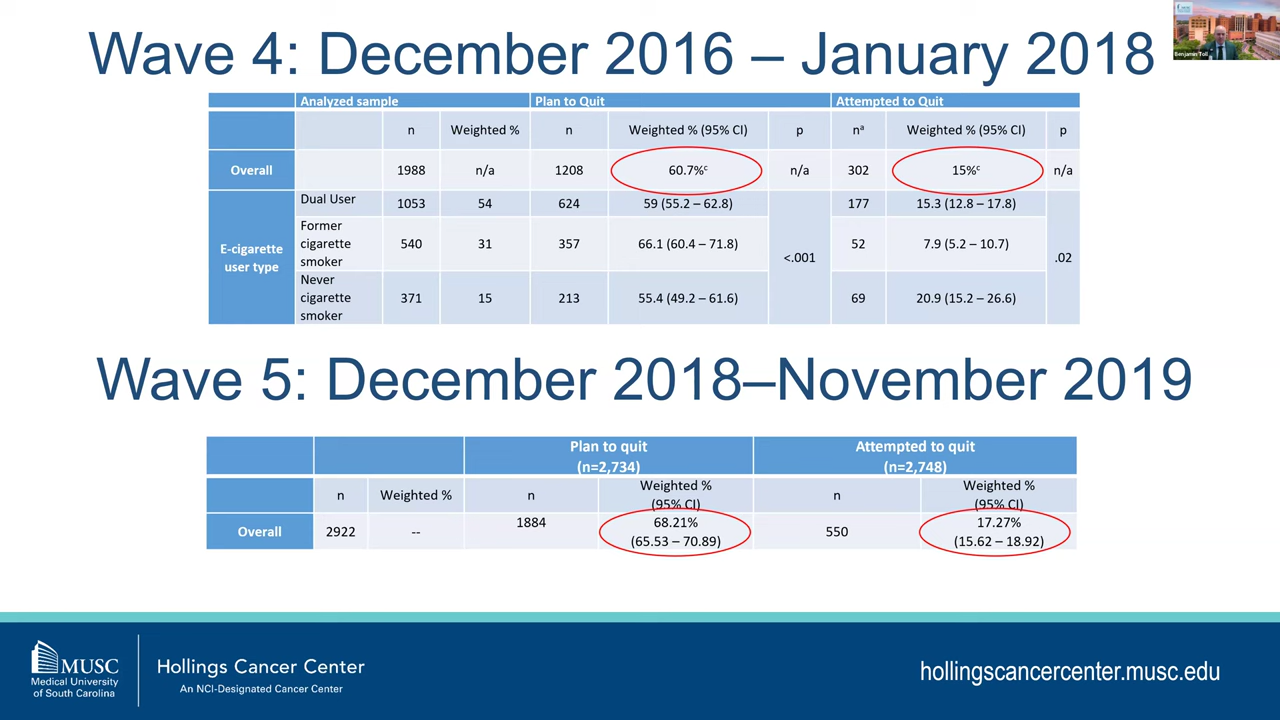 Wave 4: December 2016 – January 2018
Benjamin Toll
Analyzed sample Plan to Quit Attempted to Quit
n Weighted % n Weighted % (95% CI) p nᵃ Weighted % (95% CI) p
Overall 1988 n/a 1208 60.7%ᶜ n/a 302 15%ᶜ n/a
E-cigarette
user type
Dual User 1053 54 624 59 (55.2 – 62.8) 177 15.3 (12.8 – 17.8)
Former
cigarette
smoker
540 31 357 66.1 (60.4 – 71.8) <.001 52 7.9 (5.2 – 10.7) .02
Never
cigarette
smoker
371 15 213 55.4 (49.2 – 61.6) 69 20.9 (15.2 – 26.6)
Wave 5: December 2018–November 2019
Plan to quit
(n=2,734)
Attempted to quit
(n=2,748)
n Weighted % n Weighted %
(95% CI)
n Weighted %
(95% CI)
Overall 2922 -- 1884 68.21%
(65.53 – 70.89)
550 17.27%
(15.62 – 18.92)
MUSC
Medical University
of South Carolina
Hollings Cancer Center
An NCI-Designated Cancer Center
hollingscancercenter.musc.edu